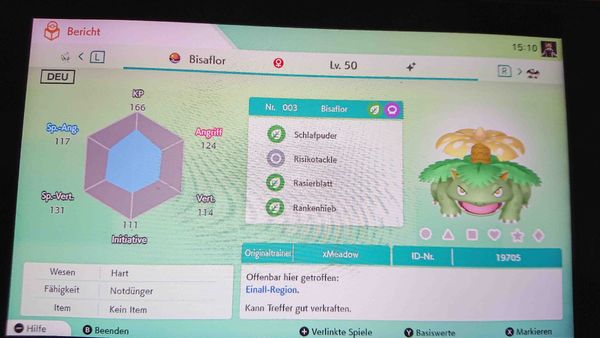 Bericht
15:10
L
Bisaflor
Lv. 50
R
DEU
KP
166
Sp.-Ang.
117
Angriff
124
Sp.-Vert.
131
Vert.
114
111
Initiative
Nr. 003 Bisaflor
Schlafpuder
Risikotackle
Rasierblatt
Rankenhieb
Originaltrainer xMeadow ID-Nr. 19705
Wesen Hart
Fähigkeit Notdünger
Item Kein Item
Offenbar hier getroffen:
Einall-Region.
Kann Treffer gut verkraften.
Hilfe B Beenden + Verlinkte Spiele Y Basiswerte X Markieren